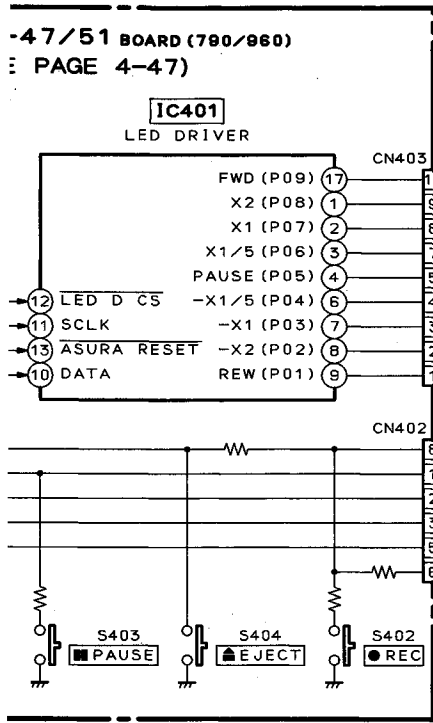 -47/51 BOARD (790/960)
E PAGE 4-47)
IC401
LED DRIVER
CN403
FWD (P09) 17
X2 (P08) 1
X1 (P07) 2
X1/5 (P06) 3
PAUSE (P05) 4
12 LED D CS -X1/5 (P04) 6
11 SCLK -X1 (P03) 7
13 ASURA RESET -X2 (P02) 8
10 DATA REW (P01) 9
CN402
S403 S404 S402
PAUSE EJECT REC